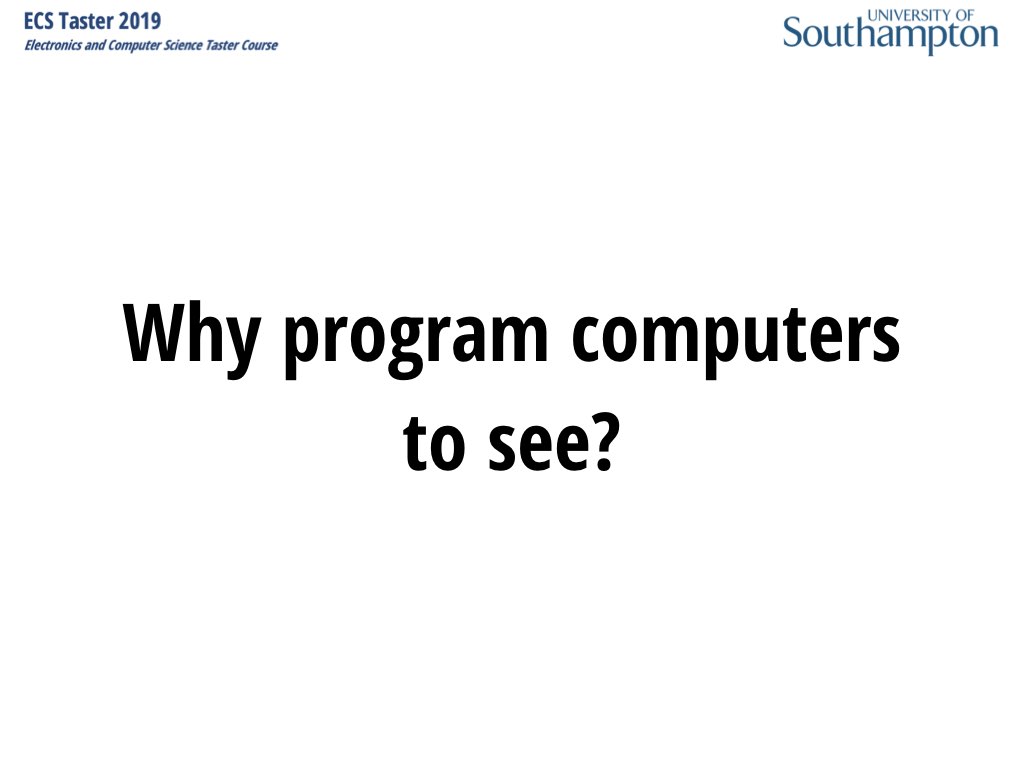 ECS Taster 2019
Electronics and Computer Science Taster Course
UNIVERSITY OF
Southampton
Why program computers
to see?